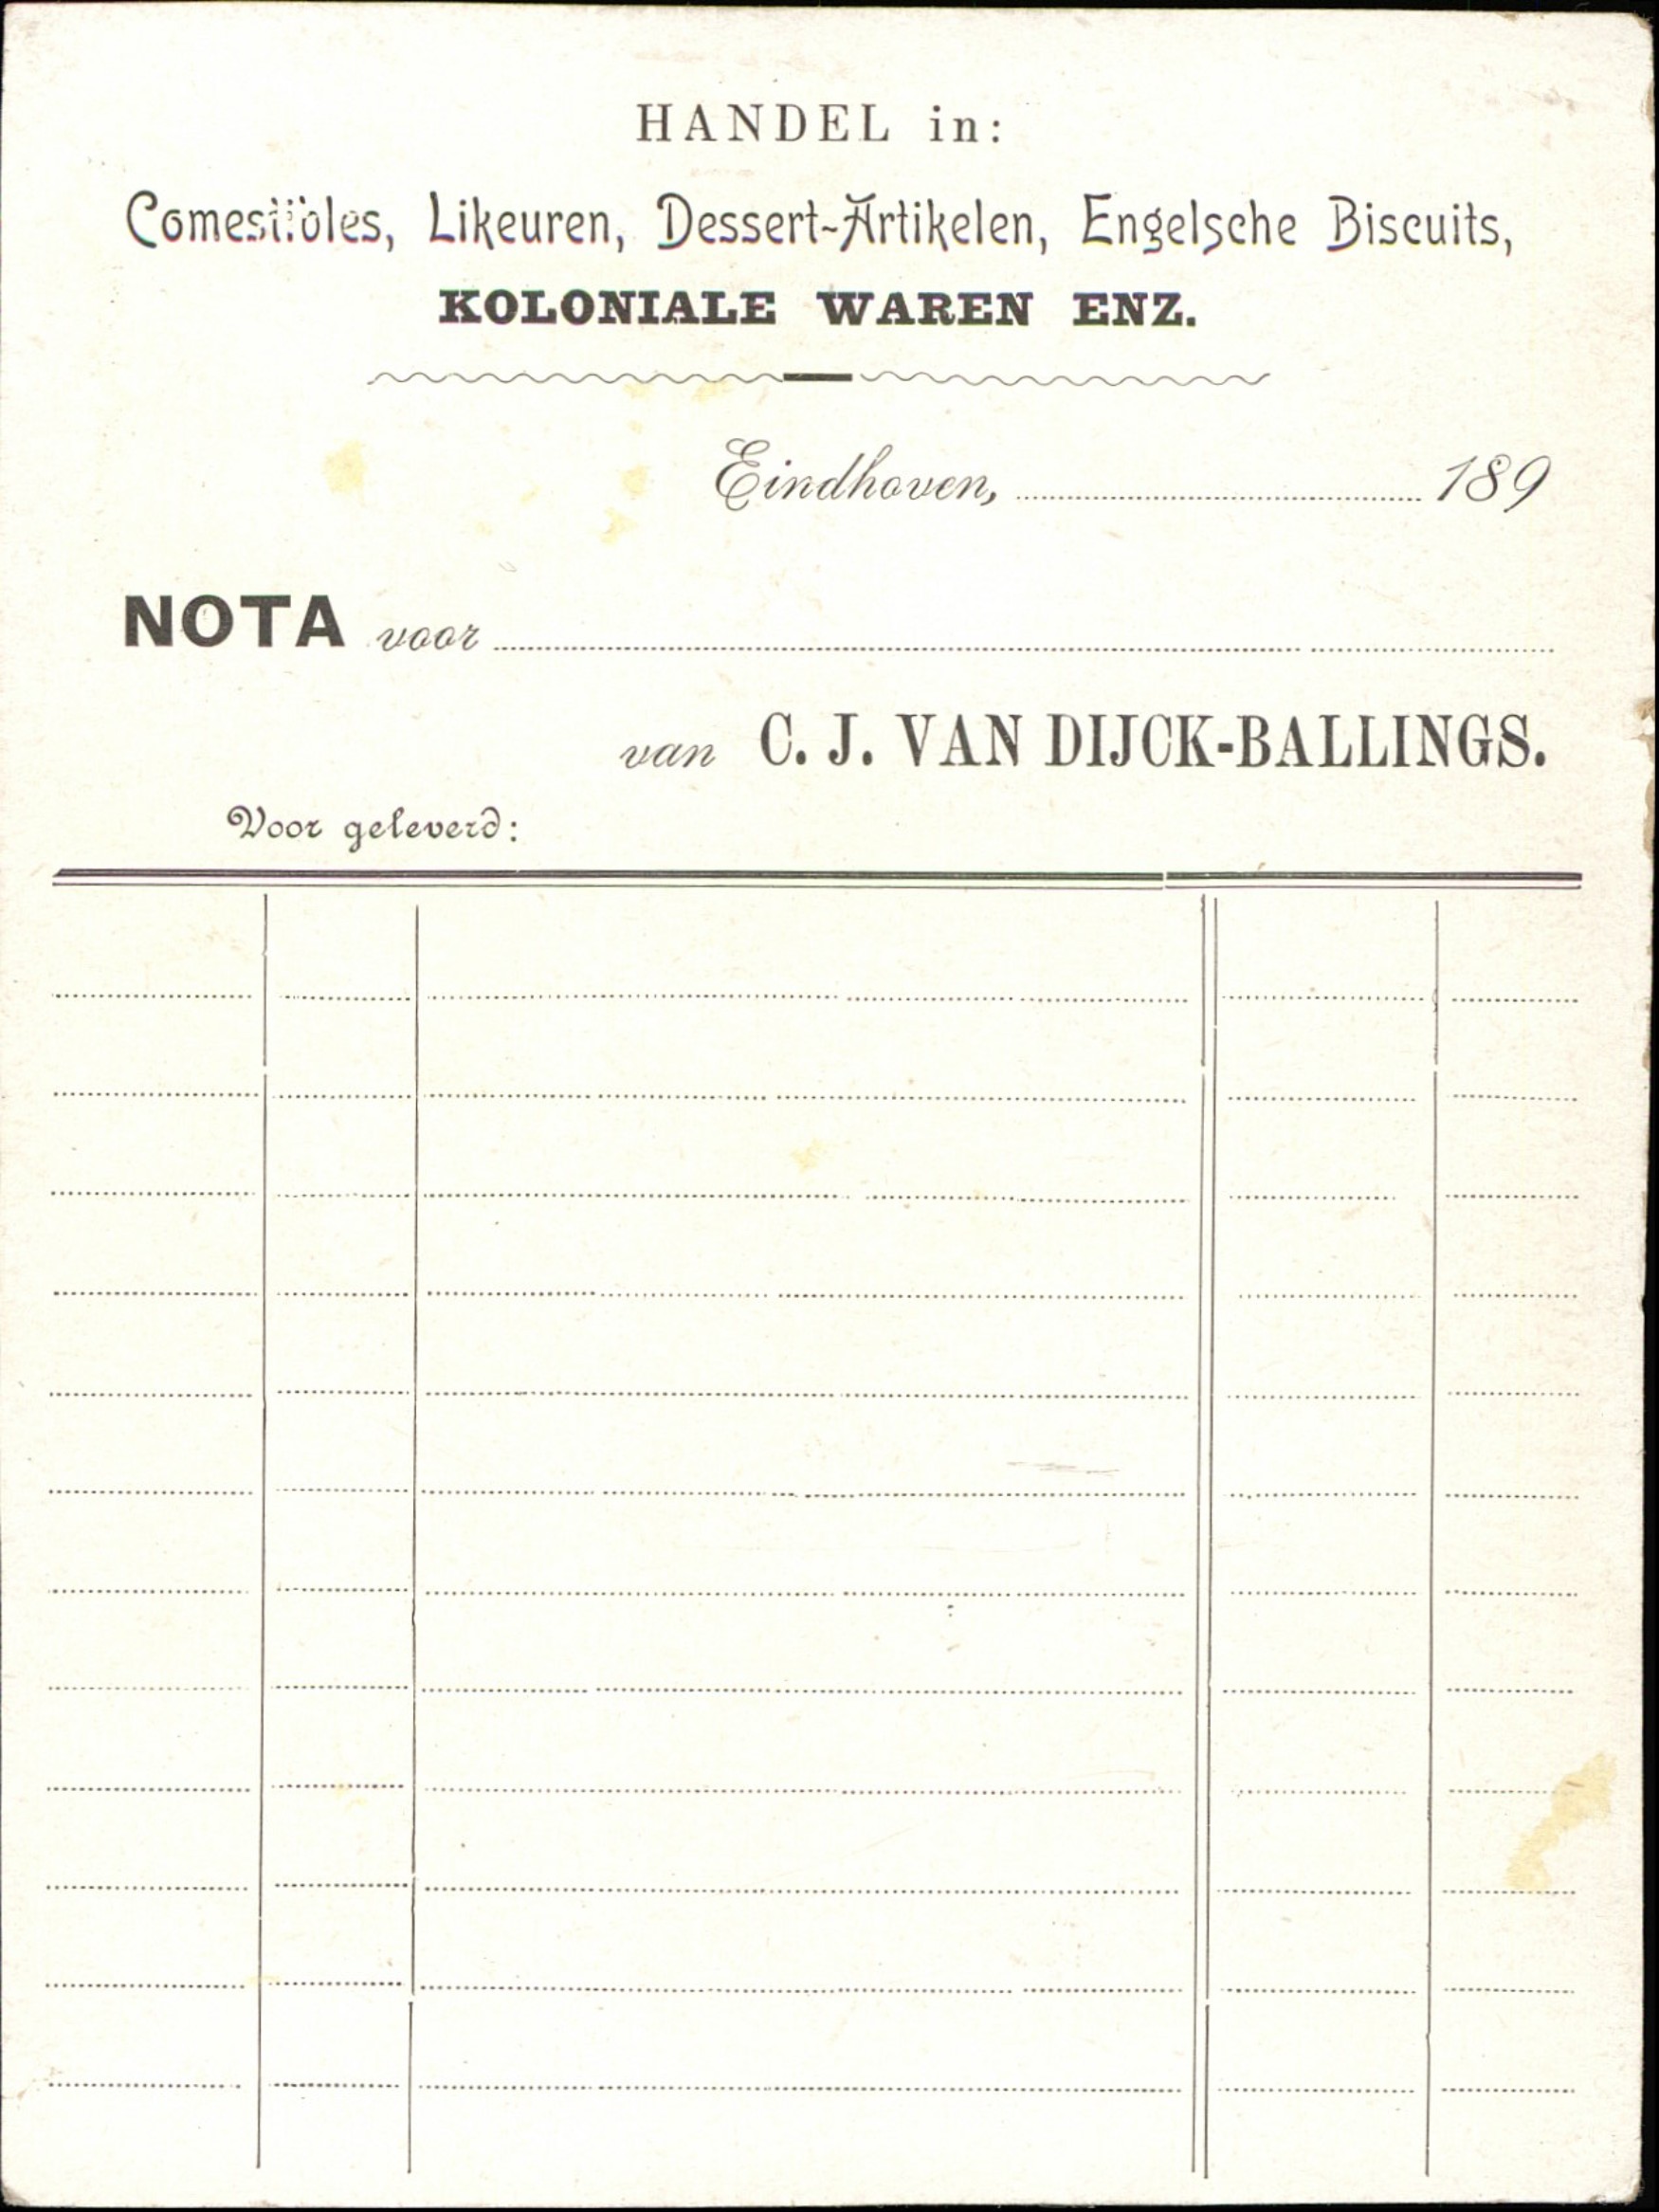 HANDEL in:
Comestibles, Likeuren, Dessert-Artikelen, Engelsche Biscuits,
KOLONIALE WAREN ENZ.
Eindhoven, 189
NOTA voor
van C. J. VAN DIJCK-BALLINGS.
Voor geleverd: